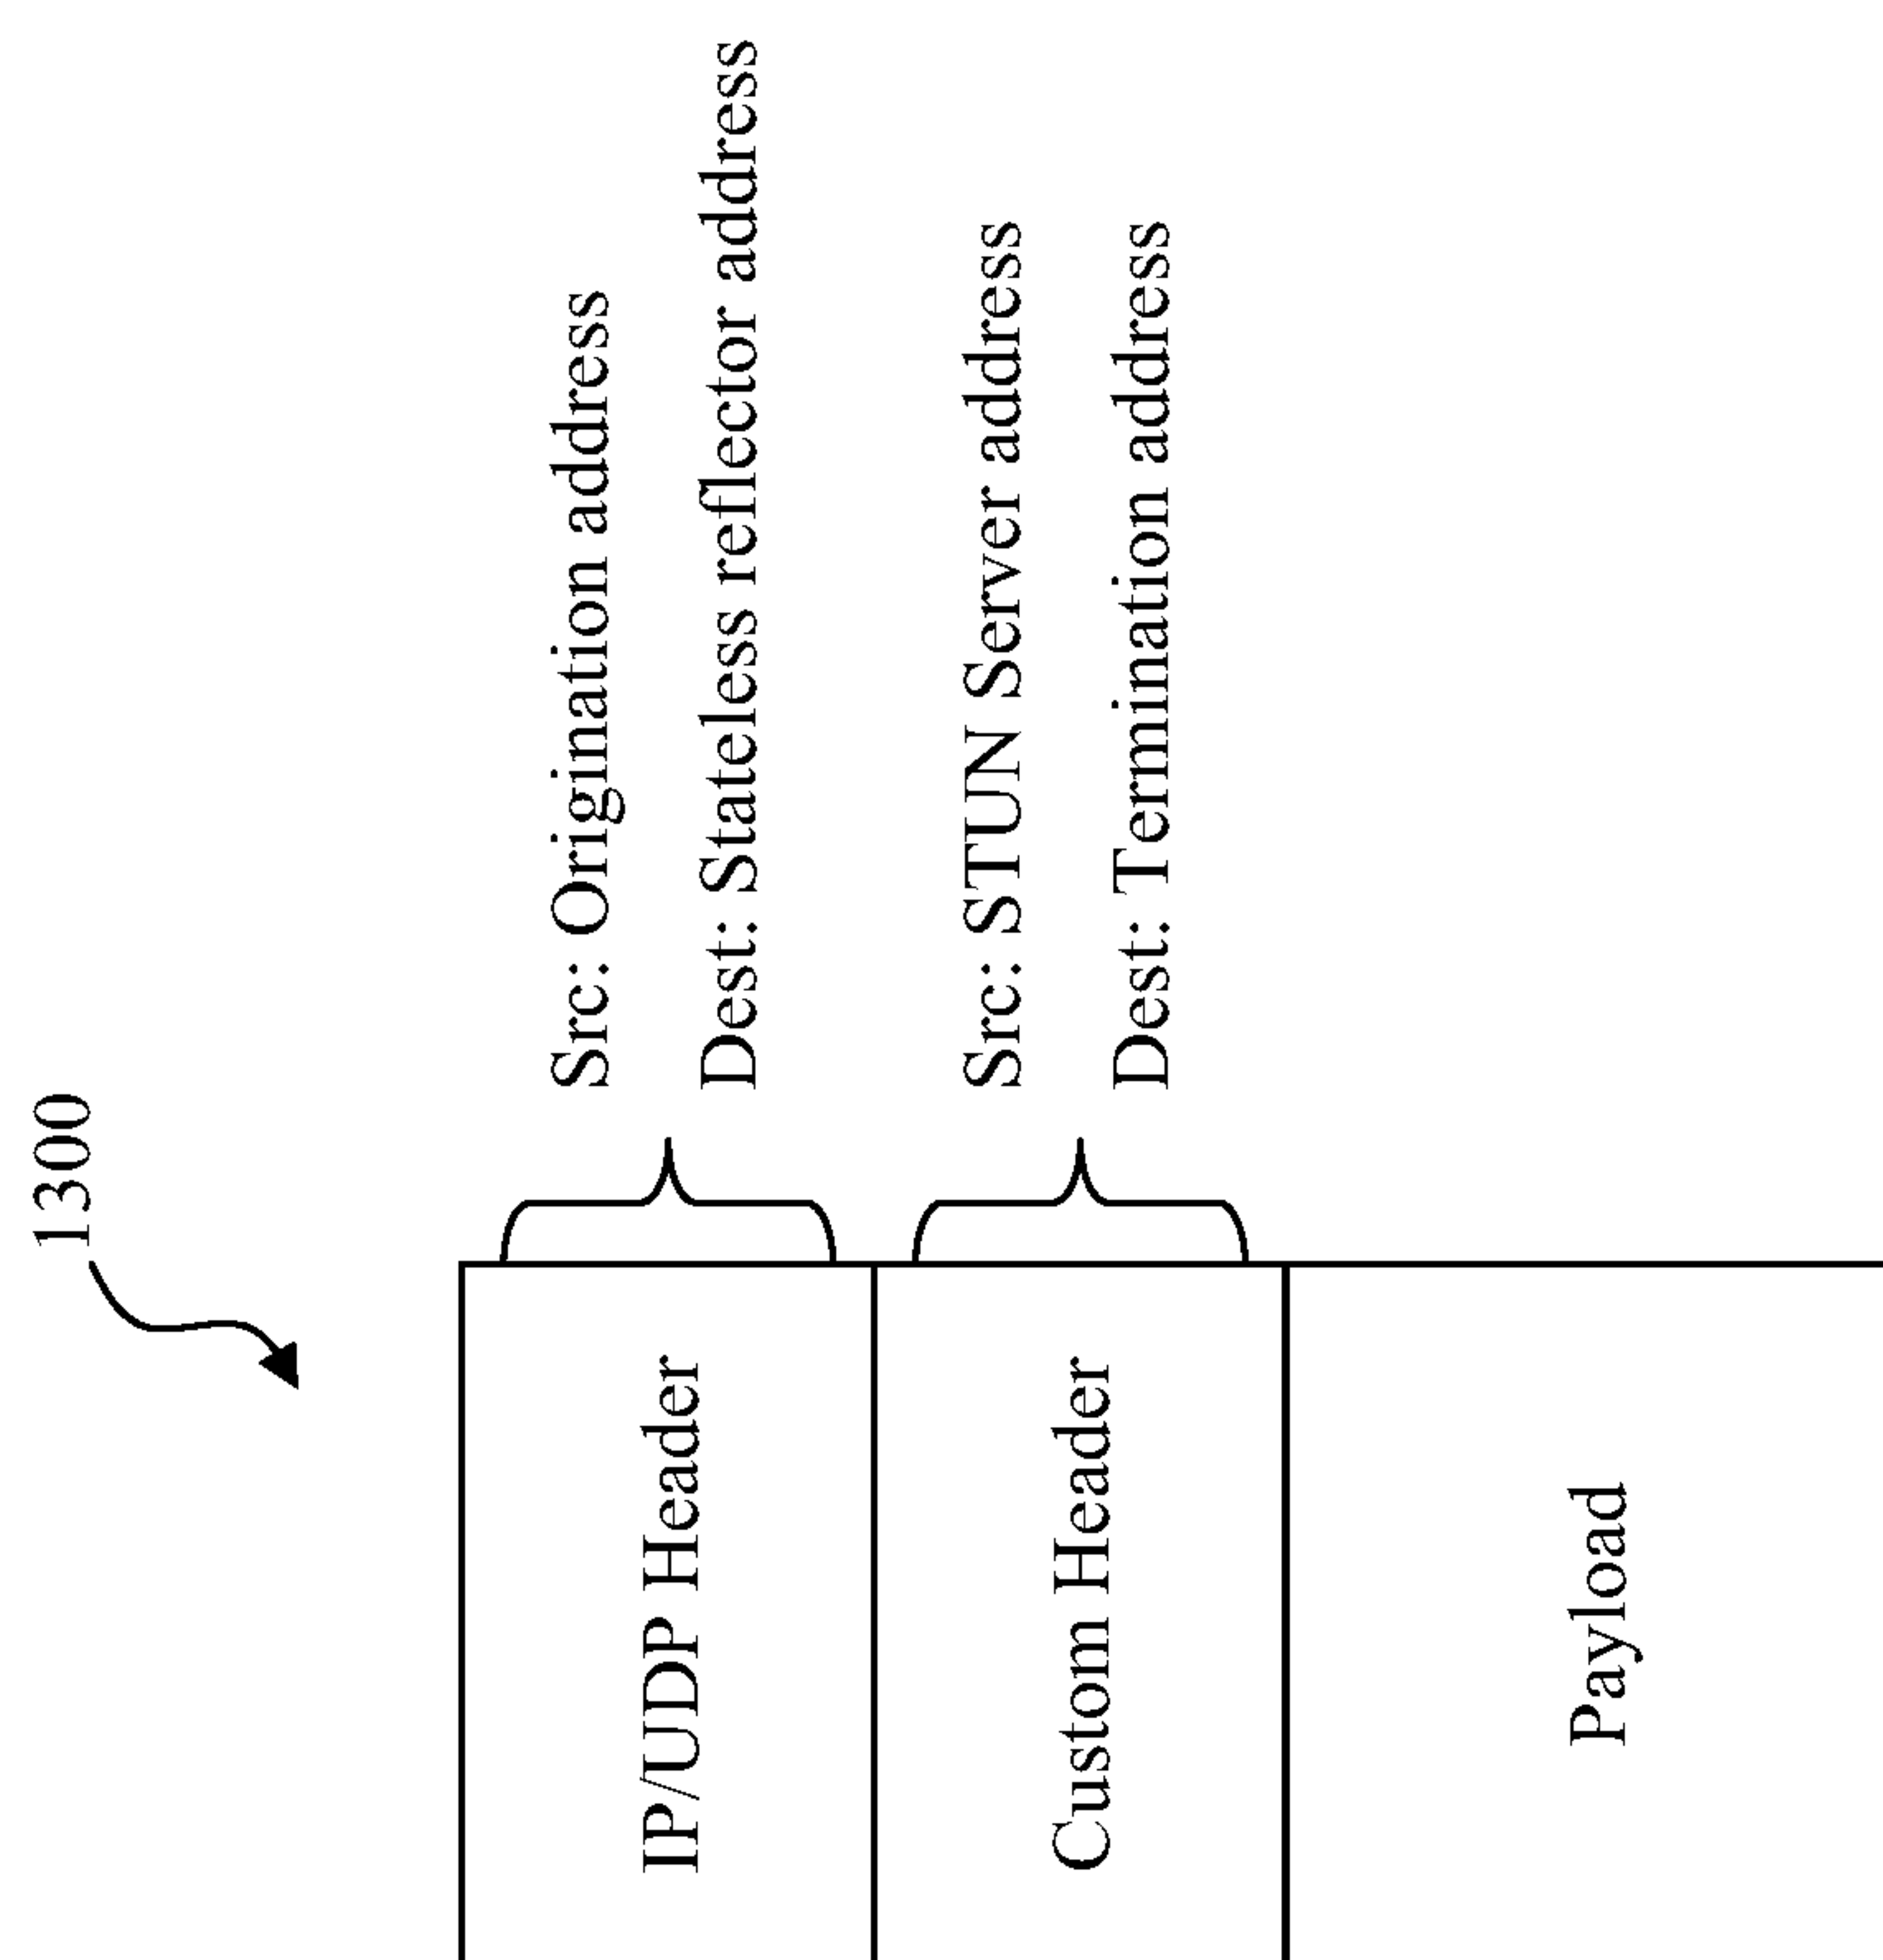 1300
IP/UDP Header
Src: Origination address
Dest: Stateless reflector address
Custom Header
Src: STUN Server address
Dest: Termination address
Payload